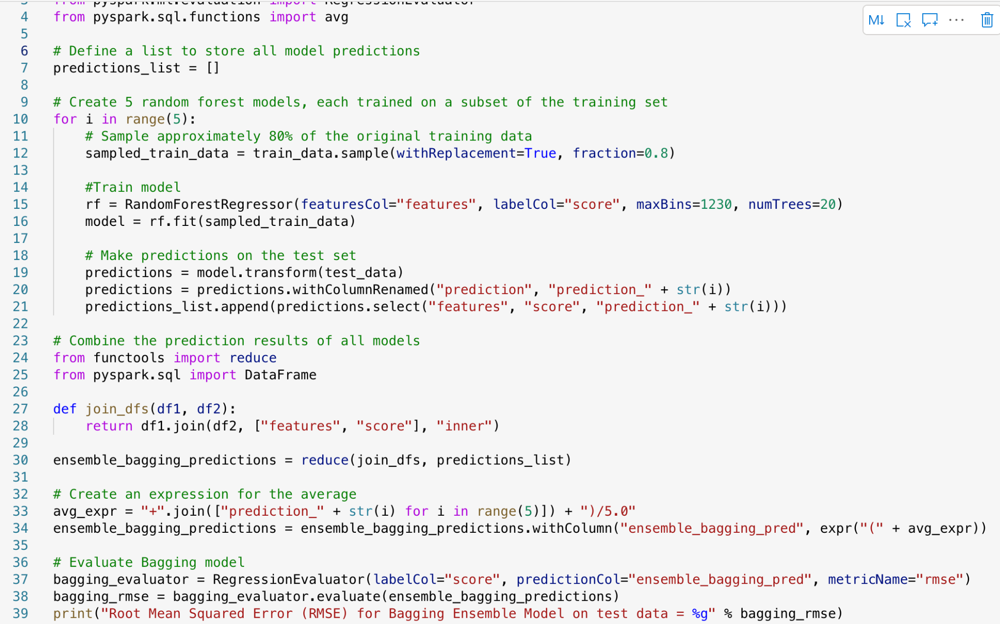 3 from pyspark.ml.evaluation import RegressionEvaluator
4 from pyspark.sql.functions import avg
5
6 # Define a list to store all model predictions
7 predictions_list = []
8
9 # Create 5 random forest models, each trained on a subset of the training set
10 for i in range(5):
11     # Sample approximately 80% of the original training data
12     sampled_train_data = train_data.sample(withReplacement=True, fraction=0.8)
13
14     #Train model
15     rf = RandomForestRegressor(featuresCol="features", labelCol="score", maxBins=1230, numTrees=20)
16     model = rf.fit(sampled_train_data)
17
18     # Make predictions on the test set
19     predictions = model.transform(test_data)
20     predictions = predictions.withColumnRenamed("prediction", "prediction_" + str(i))
21     predictions_list.append(predictions.select("features", "score", "prediction_" + str(i)))
22
23 # Combine the prediction results of all models
24 from functools import reduce
25 from pyspark.sql import DataFrame
26
27 def join_dfs(df1, df2):
28     return df1.join(df2, ["features", "score"], "inner")
29
30 ensemble_bagging_predictions = reduce(join_dfs, predictions_list)
31
32 # Create an expression for the average
33 avg_expr = "+".join(["prediction_" + str(i) for i in range(5)]) + ")/5.0"
34 ensemble_bagging_predictions = ensemble_bagging_predictions.withColumn("ensemble_bagging_pred", expr("(" + avg_expr))
35
36 # Evaluate Bagging model
37 bagging_evaluator = RegressionEvaluator(labelCol="score", predictionCol="ensemble_bagging_pred", metricName="rmse")
38 bagging_rmse = bagging_evaluator.evaluate(ensemble_bagging_predictions)
39 print("Root Mean Squared Error (RMSE) for Bagging Ensemble Model on test data = %g" % bagging_rmse)
M↓